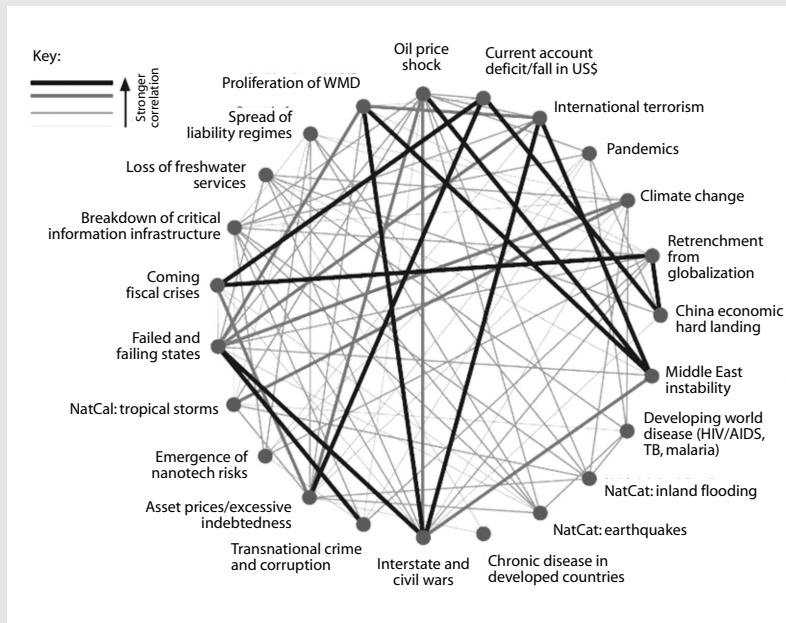 Key:
Stronger
correlation
Oil price
shock
Current account
deficit/fall in US$
International terrorism
Pandemics
Climate change
Retrenchment
from
globalization
China economic
hard landing
Middle East
instability
Developing world
disease (HIV/AIDS,
TB, malaria)
NatCat: inland flooding
NatCat: earthquakes
Chronic disease in
developed countries
Interstate and
civil wars
Transnational crime
and corruption
Asset prices/excessive
indebtedness
Emergence of
nanotech risks
NatCal: tropical storms
Failed and
failing states
Coming
fiscal crises
Breakdown of critical
information infrastructure
Loss of freshwater
services
Spread of
liability regimes
Proliferation of WMD